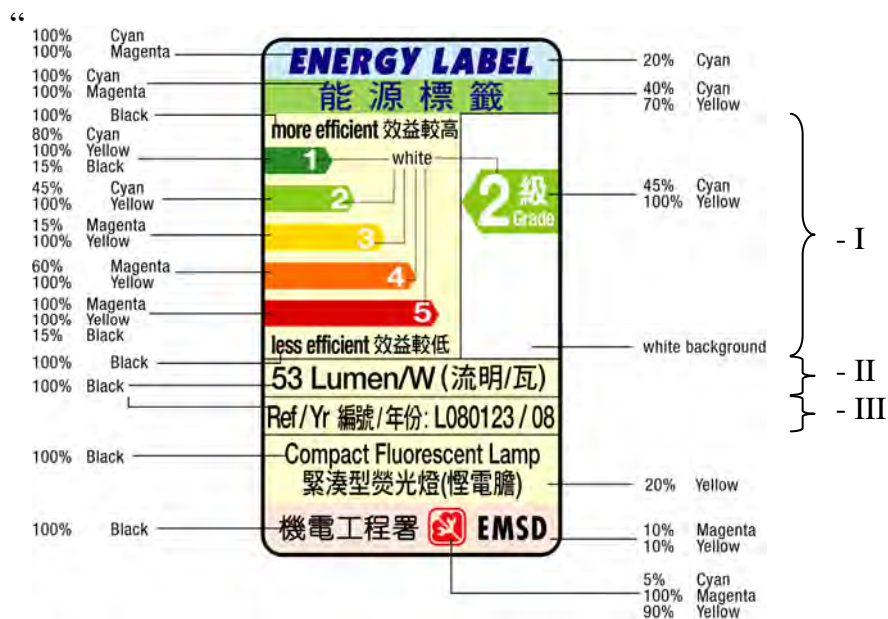 “
100% Cyan
100% Magenta
100% Cyan
100% Magenta
100% Black
80% Cyan
100% Yellow
15% Black
45% Cyan
100% Yellow
15% Magenta
100% Yellow
60% Magenta
100% Yellow
100% Magenta
100% Yellow
15% Black
100% Black
100% Black
100% Black
100% Black
ENERGY LABEL
能源標籤
more efficient 效益較高
1
white
2
3
4
5
2級
Grade
less efficient 效益較低
53 Lumen/W (流明/瓦)
Ref/Yr 編號/年份: L080123 / 08
Compact Fluorescent Lamp
緊湊型熒光燈(慳電膽)
機電工程署 EMSD
20% Cyan
40% Cyan
70% Yellow
45% Cyan
100% Yellow
white background
20% Yellow
10% Magenta
10% Yellow
5% Cyan
100% Magenta
90% Yellow
- I
- II
- III